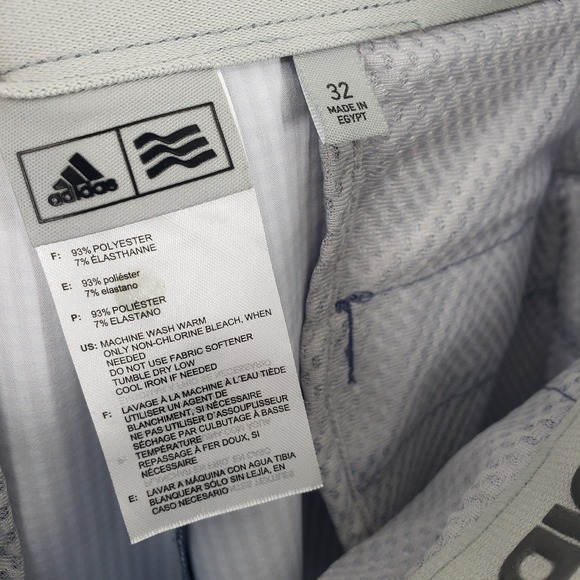 adidas
32
MADE IN
EGYPT
F: 93% POLYESTER
7% ÉLASTHANNE
E: 93% poliéster
7% elastano
P: 93% POLIÉSTER
7% ELASTANO
US: MACHINE WASH WARM
ONLY NON-CHLORINE BLEACH, WHEN
NEEDED
DO NOT USE FABRIC SOFTENER
TUMBLE DRY LOW
COOL IRON IF NEEDED
F: LAVAGE À LA MACHINE À L'EAU TIÈDE
UTILISER UN AGENT DE
BLANCHIMENT, SI NÉCESSAIRE
NE PAS UTILISER D'ASSOUPLISSEUR
SÉCHAGE PAR CULBUTAGE À BASSE
TEMPÉRATURE
REPASSAGE À FER DOUX, SI
NÉCESSAIRE
E: LAVAR A MÁQUINA CON AGUA TIBIA
BLANQUEAR SÓLO SIN LEJÍA, EN
CASO NECESARIO